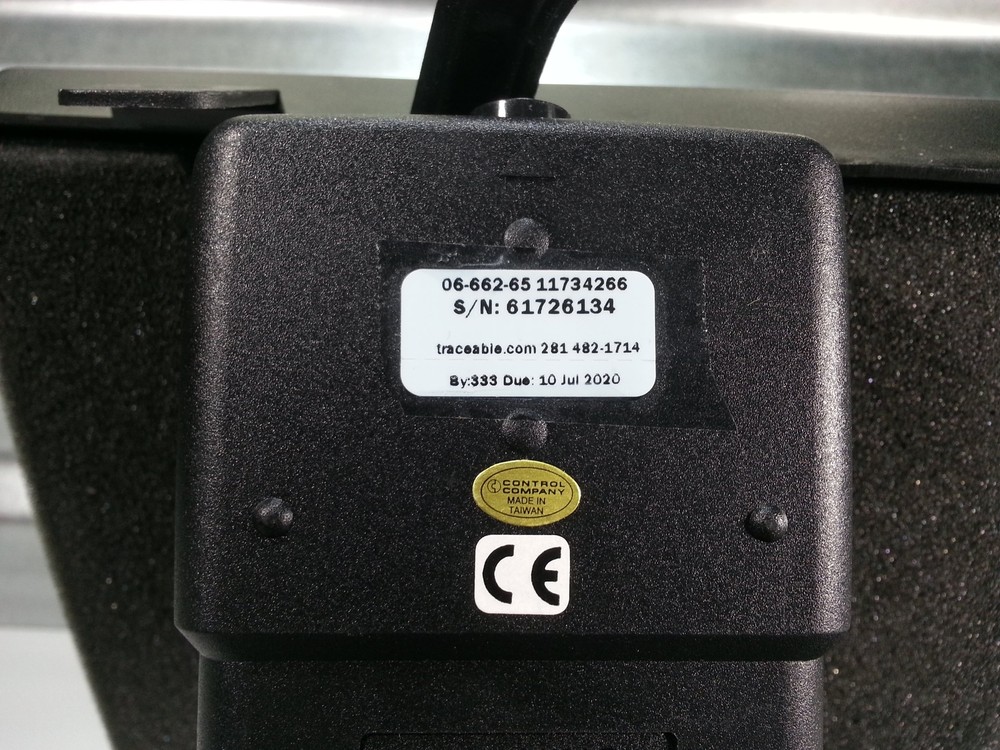 06-662-65 11734266
S/N: 61726134
traceable.com 281 482-1714
By:333 Due: 10 Jul 2020
CONTROL
COMPANY
MADE IN
TAIWAN
CE